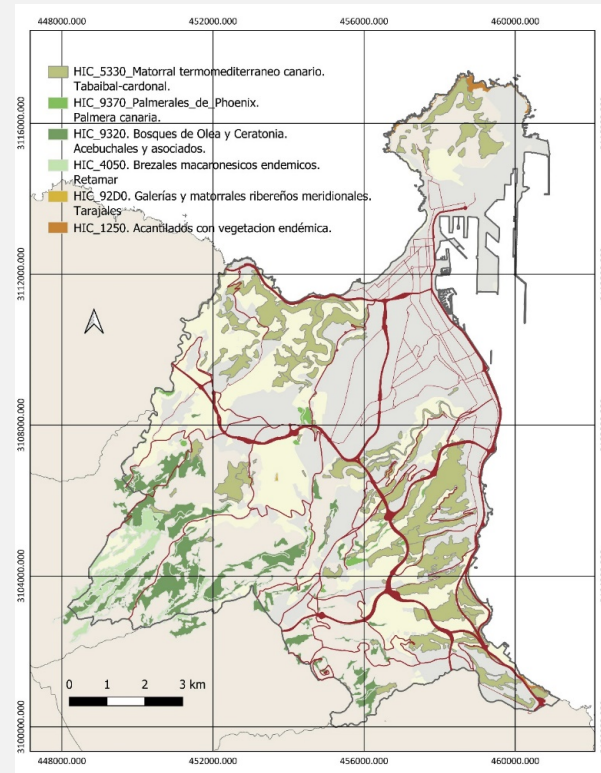 448000.000 452000.000 456000.000 460000.000
HIC_5330_Matorral termomediterraneo canario.
Tabaibal-cardonal.
HIC_9370_Palmerales_de_Phoenix.
Palmera canaria.
HIC_9320. Bosques de Olea y Ceratonia.
Acebuchales y asociados.
HIC_4050. Brezales macaronesicos endemicos.
Retamar
HIC_92D0. Galerías y matorrales ribereños meridionales.
Tarajales
HIC_1250. Acantilados con vegetacion endémica.
3116000.000
3112000.000
3108000.000
3104000.000
3100000.000
0 1 2 3 km
448000.000 452000.000 456000.000 460000.000